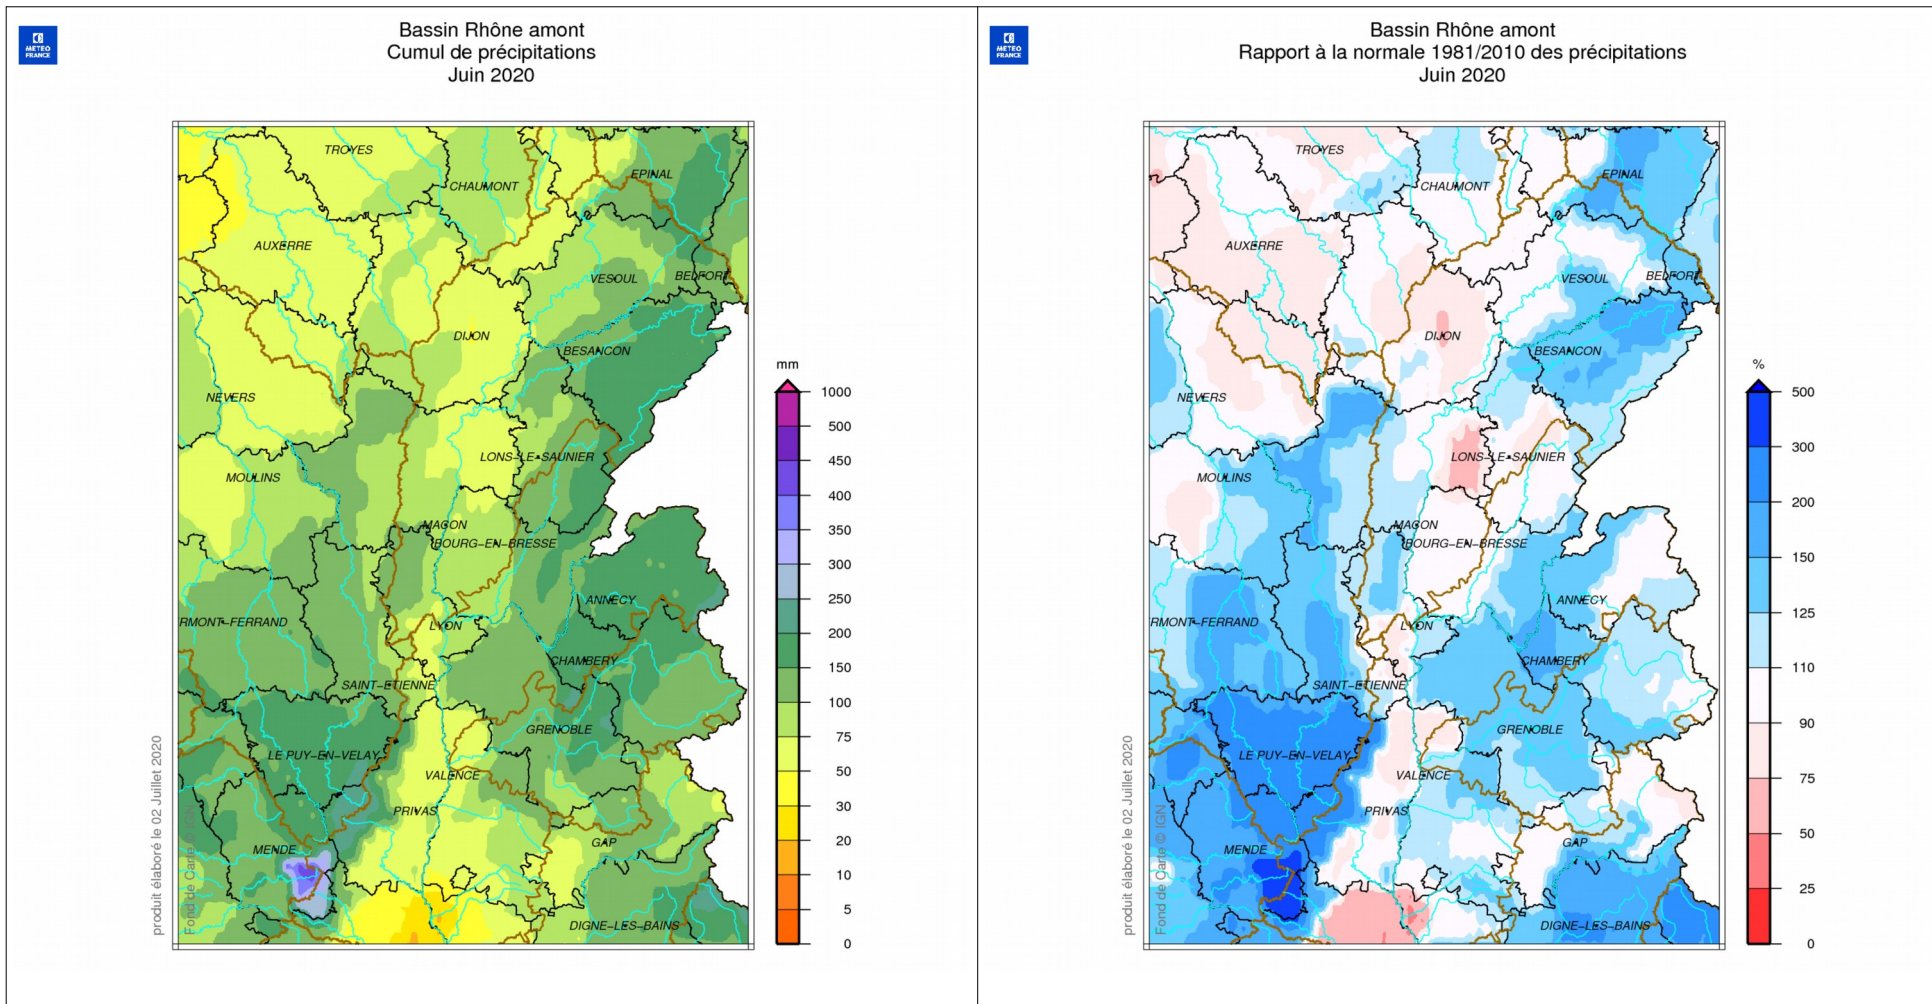 METEO
FRANCE
Bassin Rhône amont
Cumul de précipitations
Juin 2020
TROYES
CHAUMONT
EPINAL
AUXERRE
VESOUL
BELFORT
DIJON
BESANCON
NEVERS
LONS-LE-SAUNIER
MOULINS
MACON
BOURG-EN-BRESSE
ANNECY
RMONT-FERRAND
LYON
CHAMBERY
SAINT-ETIENNE
GRENOBLE
LE PUY-EN-VELAY
VALENCE
PRIVAS
GAP
MENDE
DIGNE-LES-BAINS
mm
1000
500
450
400
350
300
250
200
150
100
75
50
30
20
10
5
0
produit élaboré le 02 Juillet 2020
Fond de Carte © IGN
METEO
FRANCE
Bassin Rhône amont
Rapport à la normale 1981/2010 des précipitations
Juin 2020
TROYES
CHAUMONT
EPINAL
AUXERRE
VESOUL
BELFORT
DIJON
BESANCON
NEVERS
LONS-LE-SAUNIER
MOULINS
MACON
BOURG-EN-BRESSE
ANNECY
RMONT-FERRAND
LYON
CHAMBERY
SAINT-ETIENNE
GRENOBLE
LE PUY-EN-VELAY
VALENCE
PRIVAS
GAP
MENDE
DIGNE-LES-BAINS
%
500
300
200
150
125
110
90
75
50
25
0
produit élaboré le 02 Juillet 2020
Fond de Carte © IGN